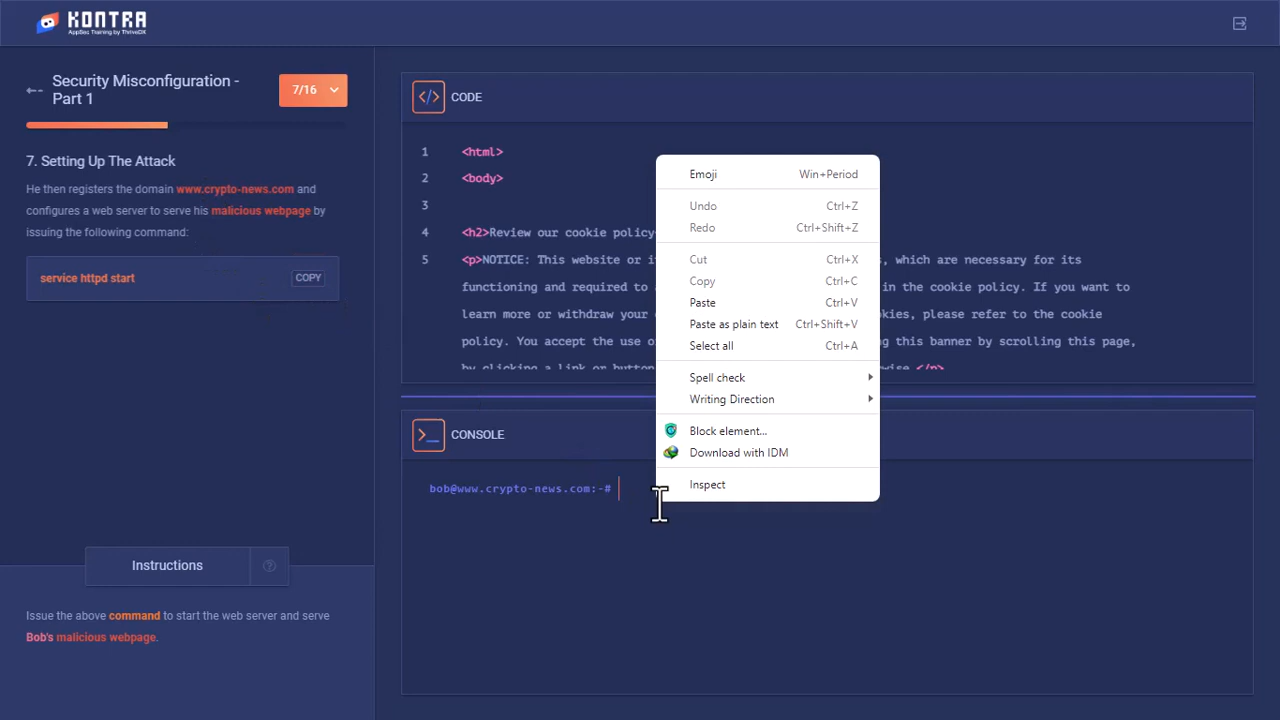 KONTRA
AppSec Training by ThriveDX
Security Misconfiguration -
Part 1
7/16
7. Setting Up The Attack
He then registers the domain www.crypto-news.com and
configures a web server to serve his malicious webpage by
issuing the following command:
service httpd start
COPY
Instructions
Issue the above command to start the web server and serve
Bob's malicious webpage.
</> CODE
1 <html>
2 <body>
3
4 <h2>Review our cookie policy
5 <p>NOTICE: This website or i , which are necessary for its
functioning and required to in the cookie policy. If you want to
learn more or withdraw your kies, please refer to the cookie
policy. You accept the use o ng this banner by scrolling this page,
by clicking a link or button wise.</p>
Emoji Win+Period
Undo Ctrl+Z
Redo Ctrl+Shift+Z
Cut Ctrl+X
Copy Ctrl+C
Paste Ctrl+V
Paste as plain text Ctrl+Shift+V
Select all Ctrl+A
Spell check
Writing Direction
Block element...
Download with IDM
Inspect
>_ CONSOLE
bob@www.crypto-news.com:~#